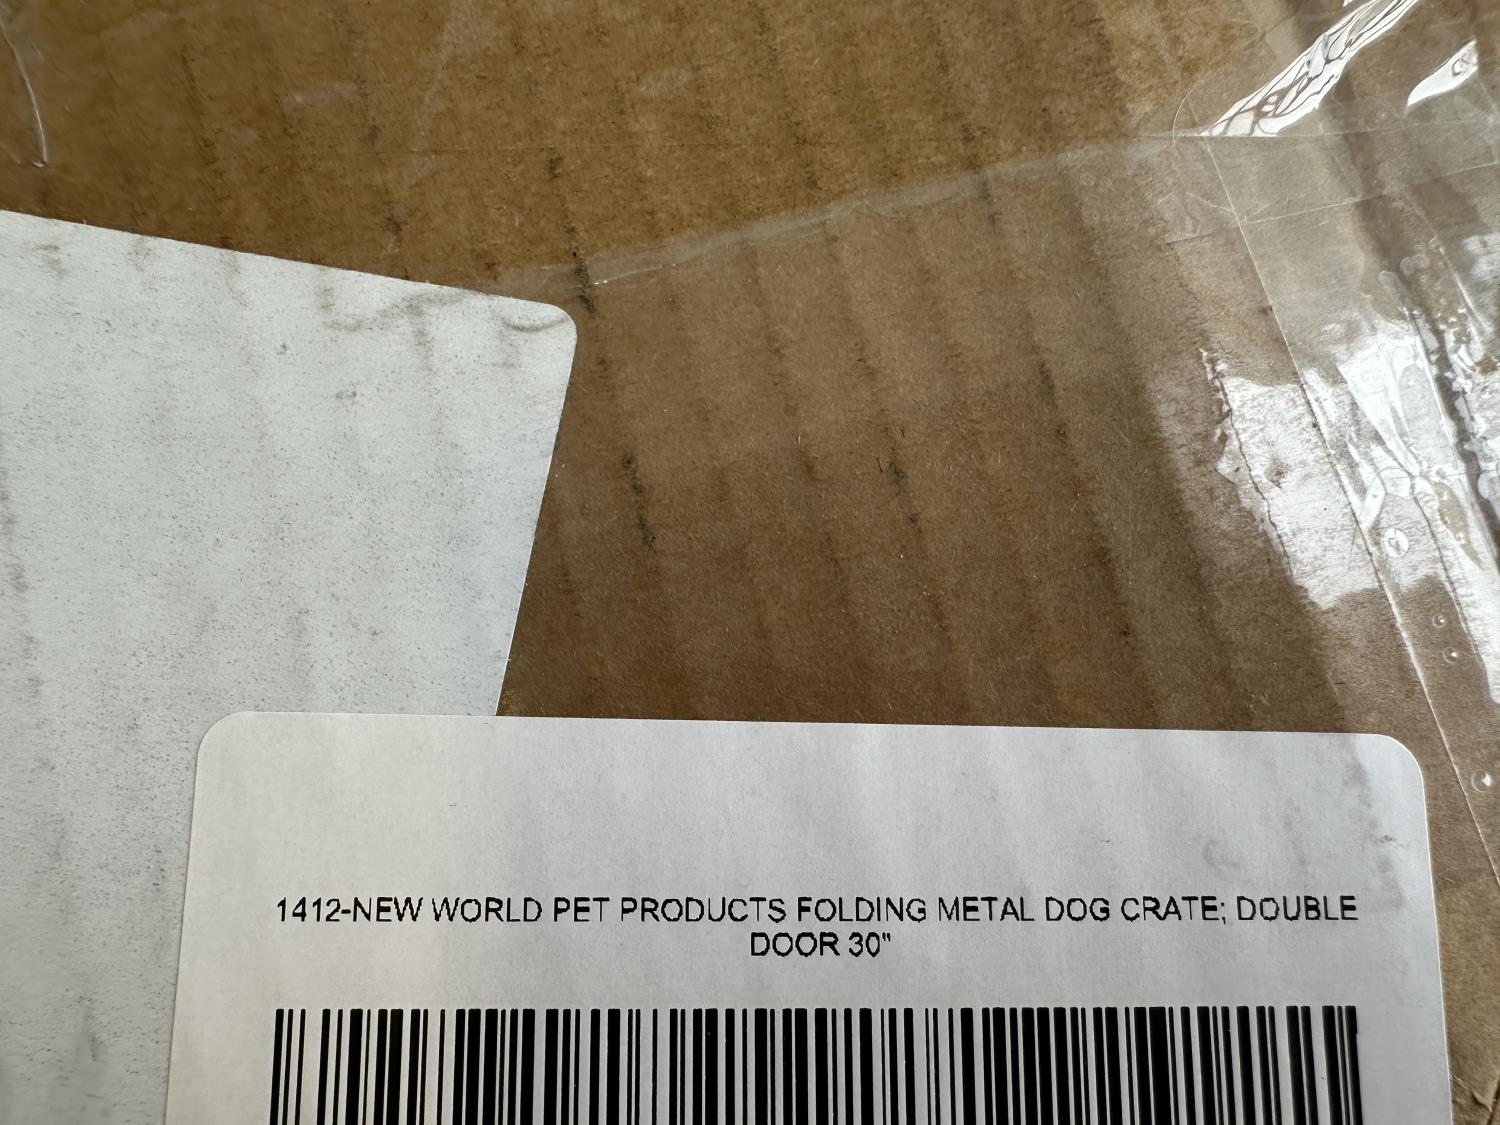 1412-NEW WORLD PET PRODUCTS FOLDING METAL DOG CRATE; DOUBLE
DOOR 30"